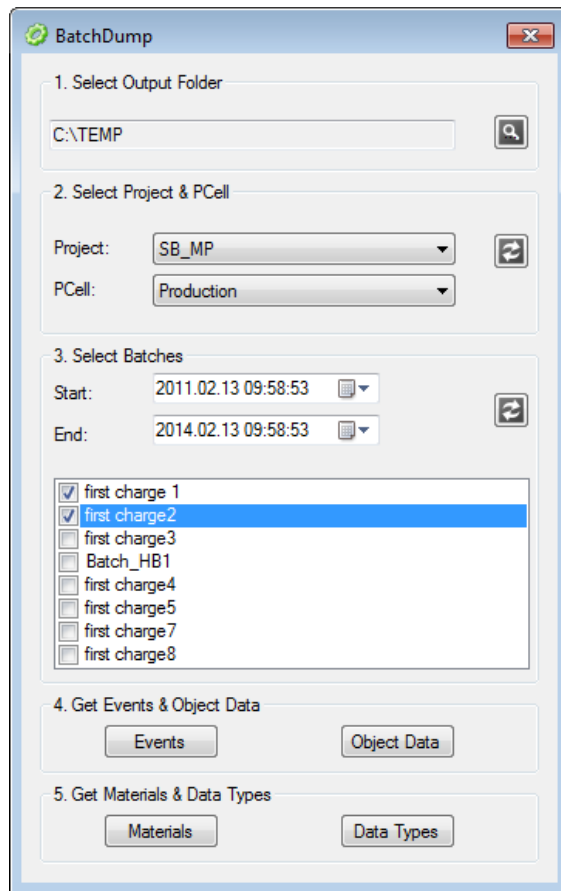 BatchDump
1. Select Output Folder
C:\TEMP
2. Select Project & PCell
Project: SB_MP
PCell: Production
3. Select Batches
Start: 2011.02.13 09:58:53
End: 2014.02.13 09:58:53
first charge 1
first charge2
first charge3
Batch_HB1
first charge4
first charge5
first charge7
first charge8
4. Get Events & Object Data
Events Object Data
5. Get Materials & Data Types
Materials Data Types